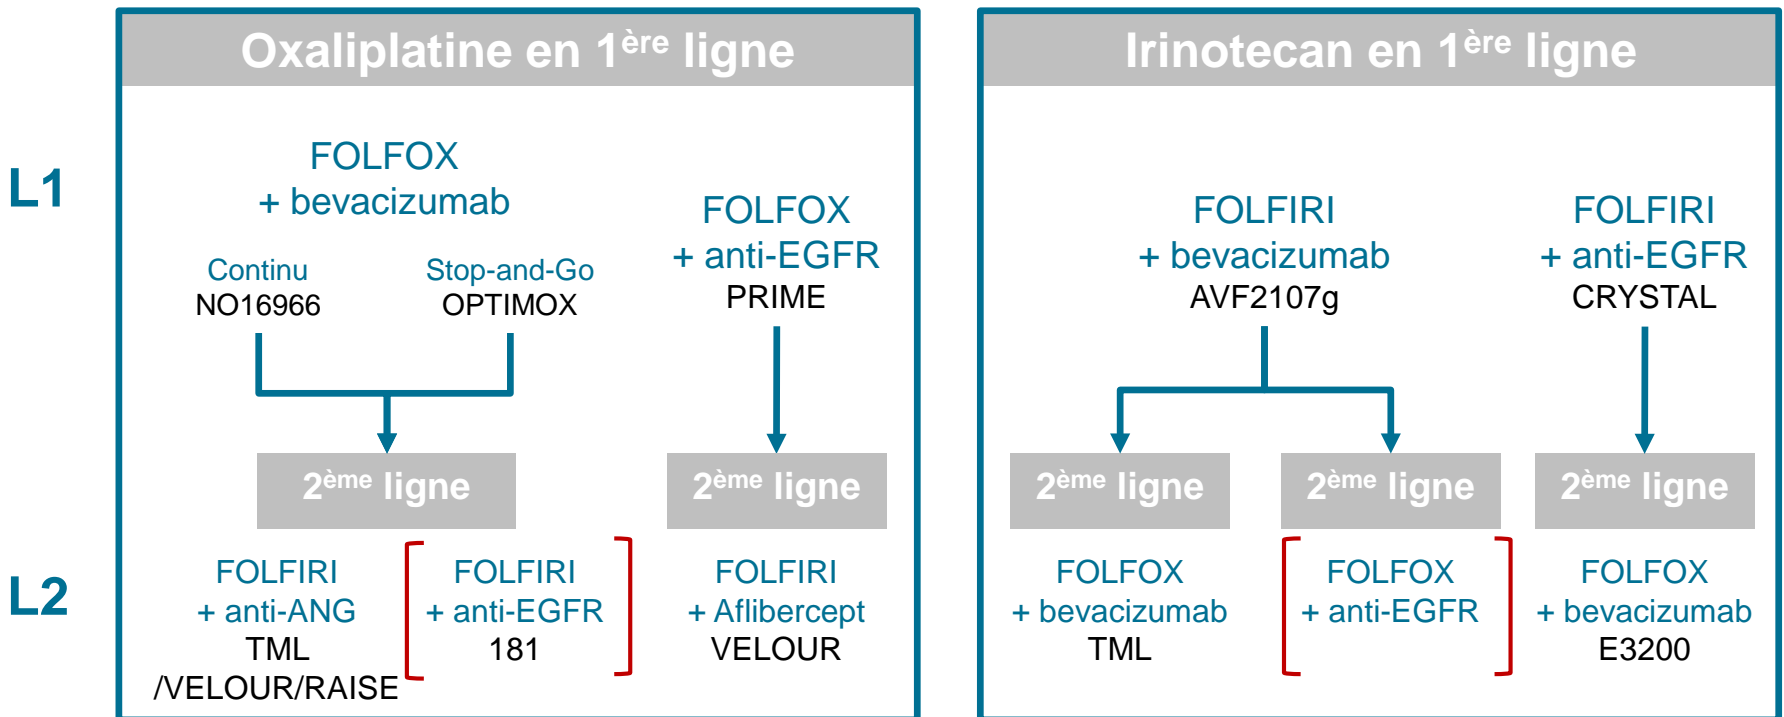 Oxaliplatine en 1ère ligne
L1
FOLFOX
+ bevacizumab
Continu
NO16966
Stop-and-Go
OPTIMOX
FOLFOX
+ anti-EGFR
PRIME
2ème ligne
2ème ligne
L2
FOLFIRI
+ anti-ANG
TML
/VELOUR/RAISE
FOLFIRI
+ anti-EGFR
181
FOLFIRI
+ Aflibercept
VELOUR
Irinotecan en 1ère ligne
FOLFIRI
+ bevacizumab
AVF2107g
FOLFIRI
+ anti-EGFR
CRYSTAL
2ème ligne
2ème ligne
2ème ligne
FOLFOX
+ bevacizumab
TML
FOLFOX
+ anti-EGFR
FOLFOX
+ bevacizumab
E3200